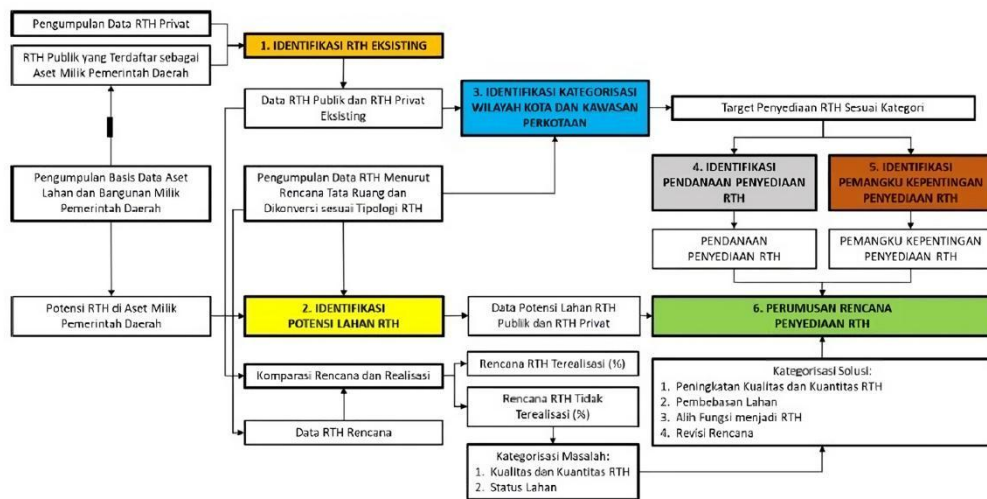 Pengumpulan Data RTH Privat
RTH Publik yang Terdaftar sebagai
Aset Milik Pemerintah Daerah
1. IDENTIFIKASI RTH EKSISTING
Data RTH Publik dan RTH Privat
Eksisting
3. IDENTIFIKASI KATEGORISASI
WILAYAH KOTA DAN KAWASAN
PERKOTAAN
Target Penyediaan RTH Sesuai Kategori
Pengumpulan Basis Data Aset
Lahan dan Bangunan Milik
Pemerintah Daerah
Pengumpulan Data RTH Menurut
Rencana Tata Ruang dan
Dikonversi sesuai Tipologi RTH
4. IDENTIFIKASI
PENDANAAN PENYEDIAAN
RTH
5. IDENTIFIKASI
PEMANGKU KEPENTINGAN
PENYEDIAAN RTH
PENDANAAN
PENYEDIAAN RTH
PEMANGKU KEPENTINGAN
PENYEDIAAN RTH
Potensi RTH di Aset Milik
Pemerintah Daerah
2. IDENTIFIKASI
POTENSI LAHAN RTH
Data Potensi Lahan RTH
Publik dan RTH Privat
6. PERUMUSAN RENCANA
PENYEDIAAN RTH
Komparasi Rencana dan Realisasi
Rencana RTH Terealisasi (%)
Rencana RTH Tidak
Terealisasi (%)
Data RTH Rencana
Kategorisasi Masalah:
1. Kualitas dan Kuantitas RTH
2. Status Lahan
Kategorisasi Solusi:
1. Peningkatan Kualitas dan Kuantitas RTH
2. Pembebasan Lahan
3. Alih Fungsi menjadi RTH
4. Revisi Rencana